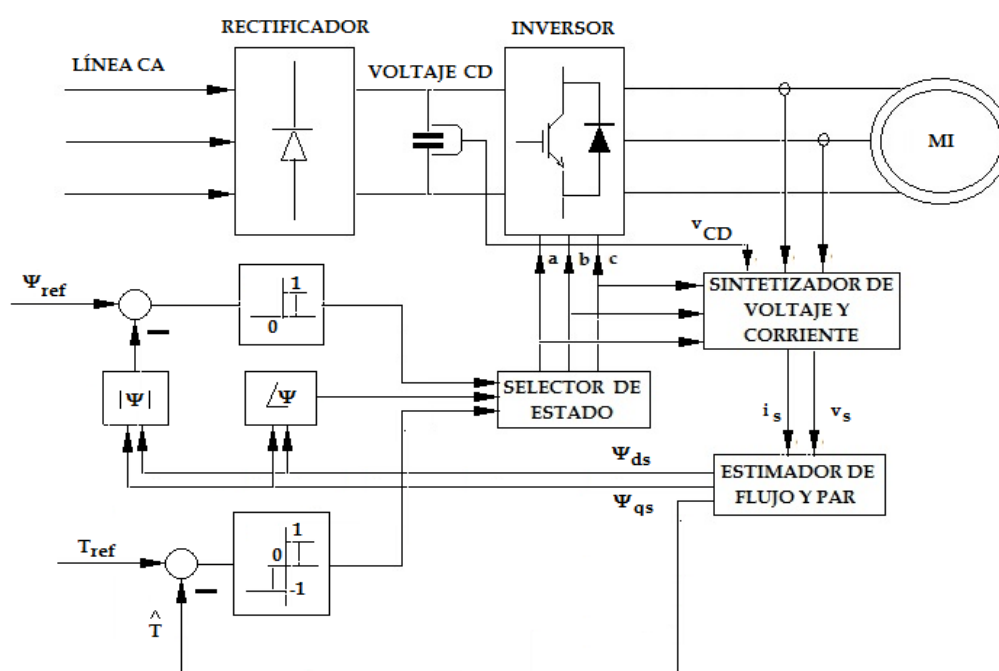 RECTIFICADOR
INVERSOR
LÍNEA CA
VOLTAJE CD
MI
v CD
a b c
Ψref
1
0
SINTETIZADOR DE
VOLTAJE Y
CORRIENTE
|Ψ|
∠Ψ
SELECTOR DE
ESTADO
is
vs
Ψds
Ψqs
ESTIMADOR DE
FLUJO Y PAR
Tref
1
0
-1
T̂